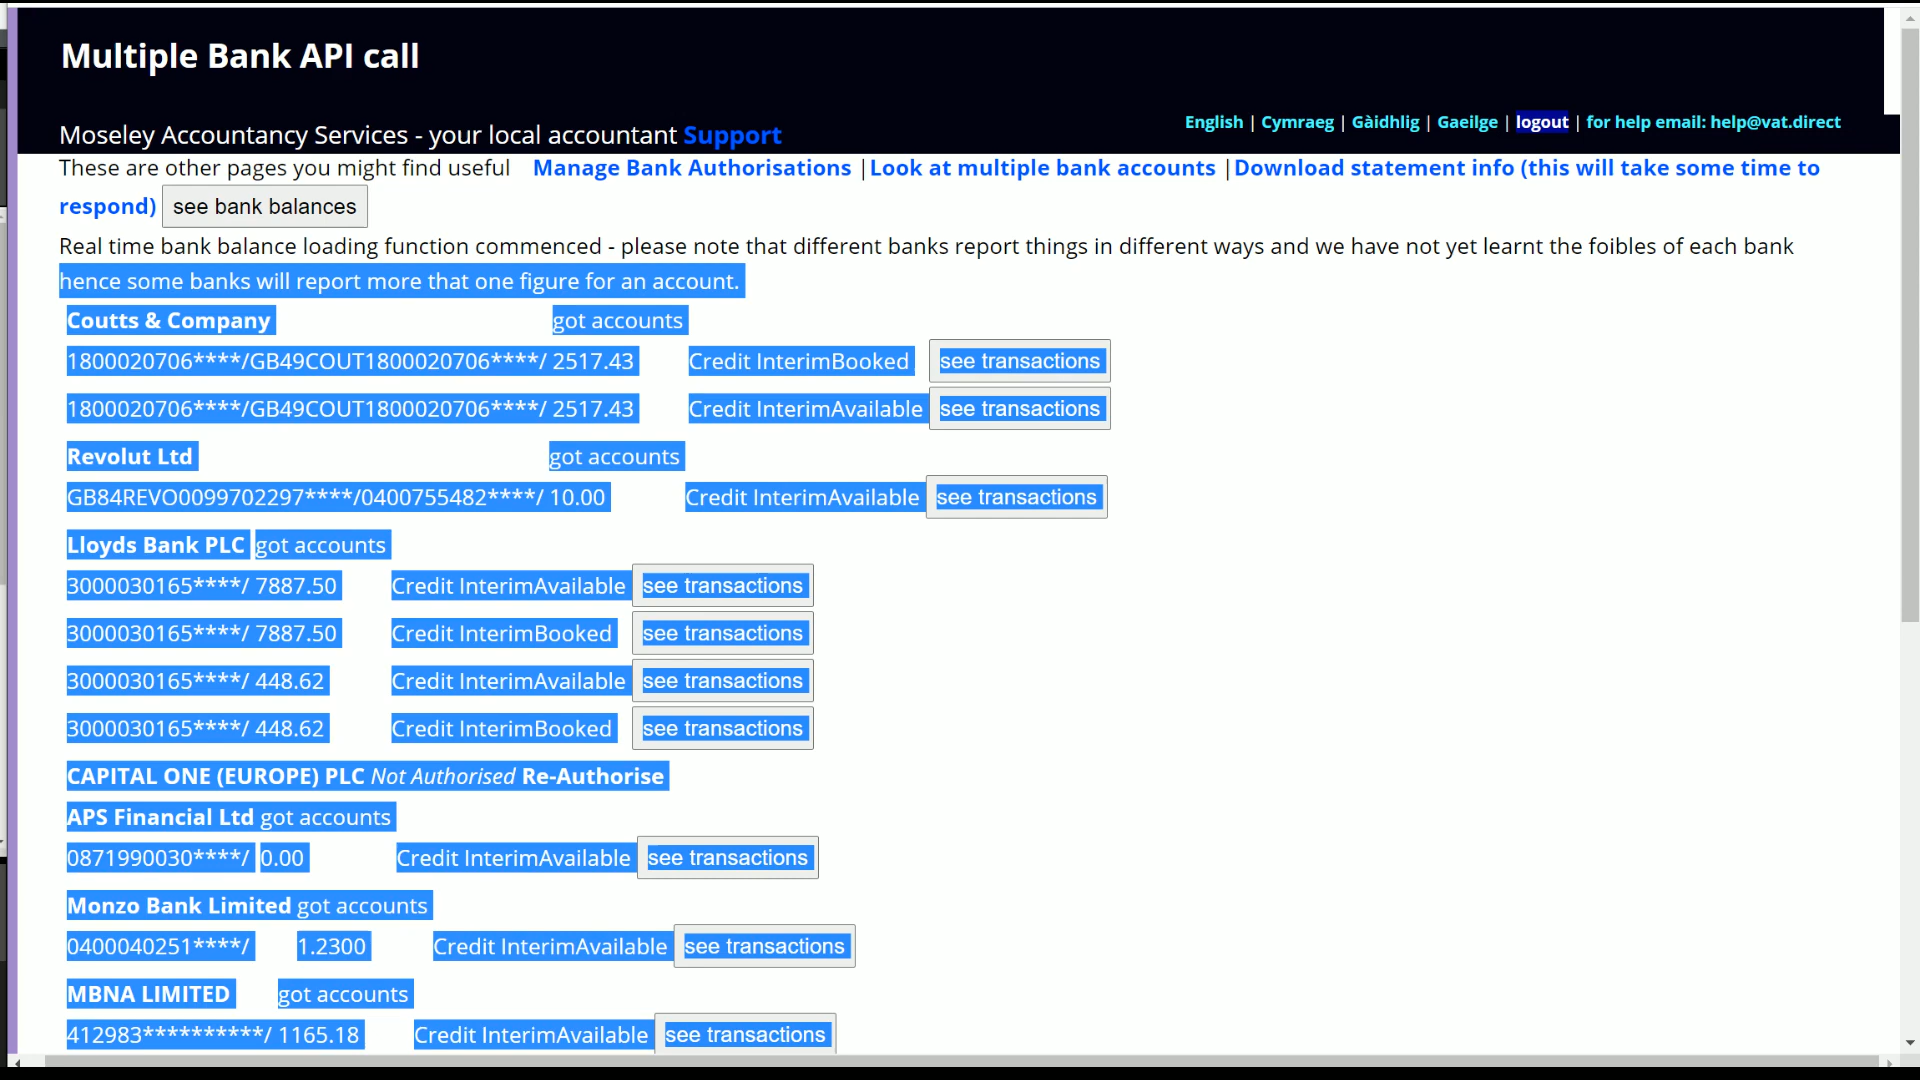 Multiple Bank API call
English | Cymraeg | Gàidhlig | Gaeilge | logout | for help email: help@vat.direct
Moseley Accountancy Services - your local accountant Support
These are other pages you might find useful Manage Bank Authorisations |Look at multiple bank accounts |Download statement info (this will take some time to
respond) see bank balances
Real time bank balance loading function commenced - please note that different banks report things in different ways and we have not yet learnt the foibles of each bank
hence some banks will report more that one figure for an account.
Coutts & Company got accounts
1800020706****/GB49COUT1800020706****/ 2517.43 Credit InterimBooked see transactions
1800020706****/GB49COUT1800020706****/ 2517.43 Credit InterimAvailable see transactions
Revolut Ltd got accounts
GB84REVO0099702297****/0400755482****/ 10.00 Credit InterimAvailable see transactions
Lloyds Bank PLC got accounts
3000030165****/ 7887.50 Credit InterimAvailable see transactions
3000030165****/ 7887.50 Credit InterimBooked see transactions
3000030165****/ 448.62 Credit InterimAvailable see transactions
3000030165****/ 448.62 Credit InterimBooked see transactions
CAPITAL ONE (EUROPE) PLC Not Authorised Re-Authorise
APS Financial Ltd got accounts
0871990030****/ 0.00 Credit InterimAvailable see transactions
Monzo Bank Limited got accounts
0400040251****/ 1.2300 Credit InterimAvailable see transactions
MBNA LIMITED got accounts
412983**********/ 1165.18 Credit InterimAvailable see transactions